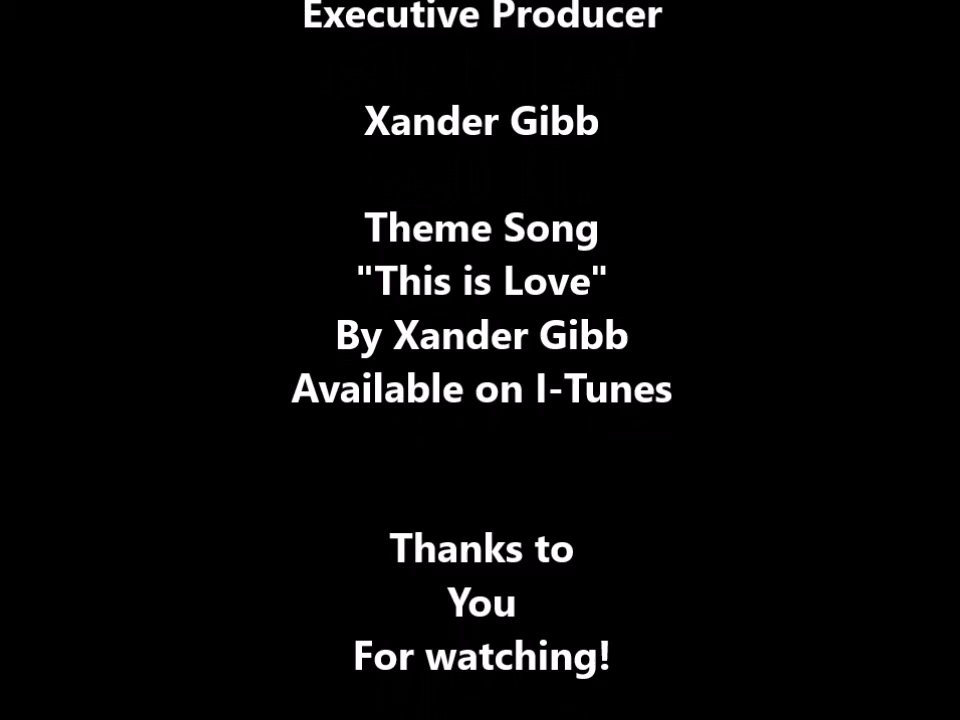 Executive Producer
Xander Gibb
Theme Song
"This is Love"
By Xander Gibb
Available on I-Tunes
Thanks to
You
For watching!